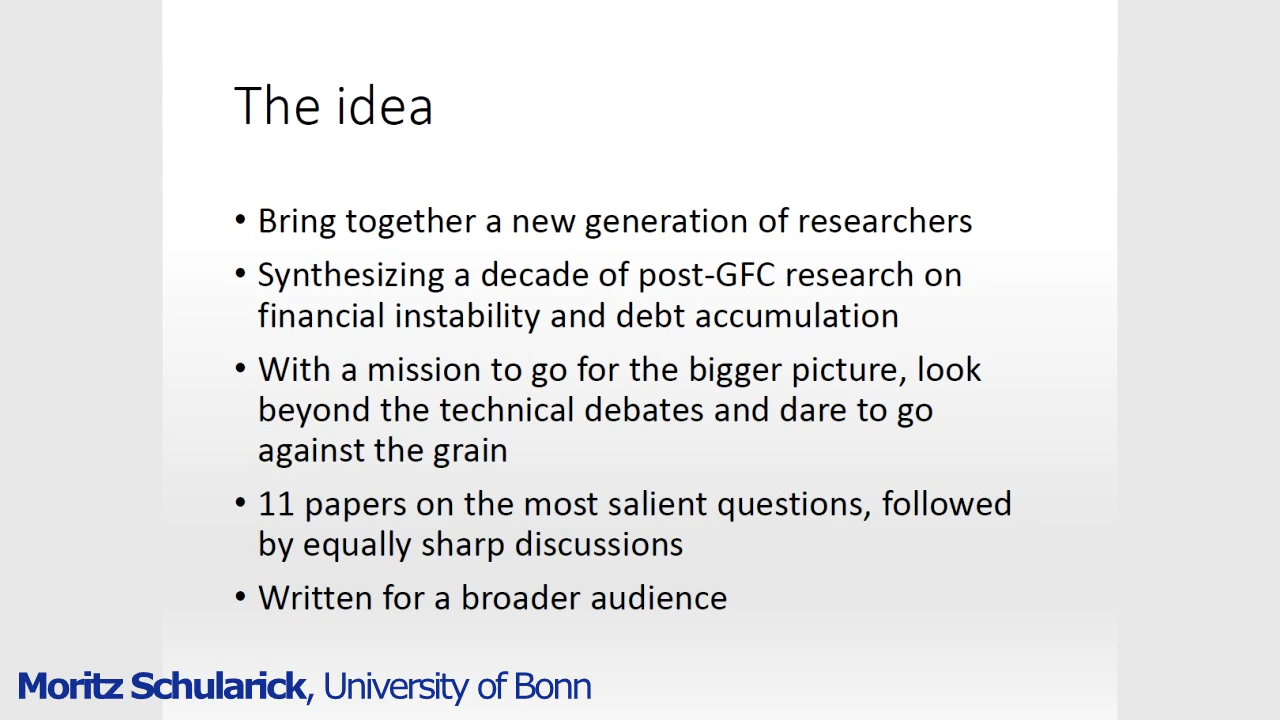 The idea
• Bring together a new generation of researchers
• Synthesizing a decade of post-GFC research on
financial instability and debt accumulation
• With a mission to go for the bigger picture, look
beyond the technical debates and dare to go
against the grain
• 11 papers on the most salient questions, followed
by equally sharp discussions
• Written for a broader audience
Moritz Schularick, University of Bonn